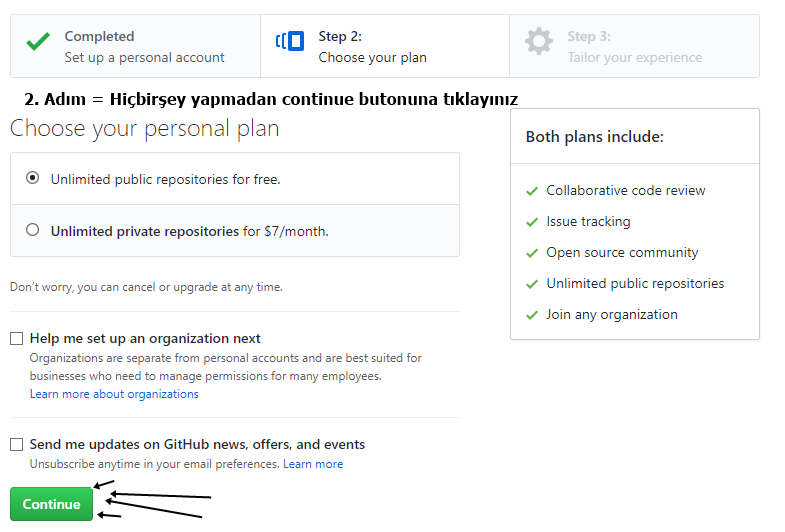 Completed
Set up a personal account
Step 2:
Choose your plan
Step 3:
Tailor your experience
2. Adım = Hiçbirşey yapmadan continue butonuna tıklayınız
Choose your personal plan
Unlimited public repositories for free.
Unlimited private repositories for $7/month.
Don't worry, you can cancel or upgrade at any time.
Help me set up an organization next
Organizations are separate from personal accounts and are best suited for
businesses who need to manage permissions for many employees.
Learn more about organizations
Send me updates on GitHub news, offers, and events
Unsubscribe anytime in your email preferences. Learn more
Continue
Both plans include:
Collaborative code review
Issue tracking
Open source community
Unlimited public repositories
Join any organization